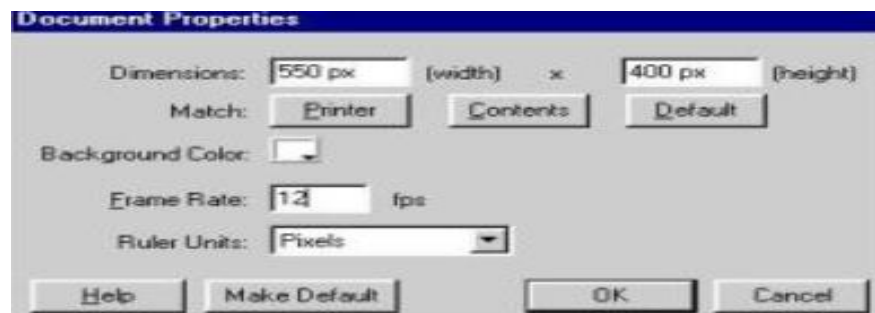 Document Properties
Dimensions: 550 px (width) x 400 px (height)
Match: Printer Contents Default
Background Color:
Frame Rate: 12 fps
Ruler Units: Pixels
Help Make Default OK Cancel